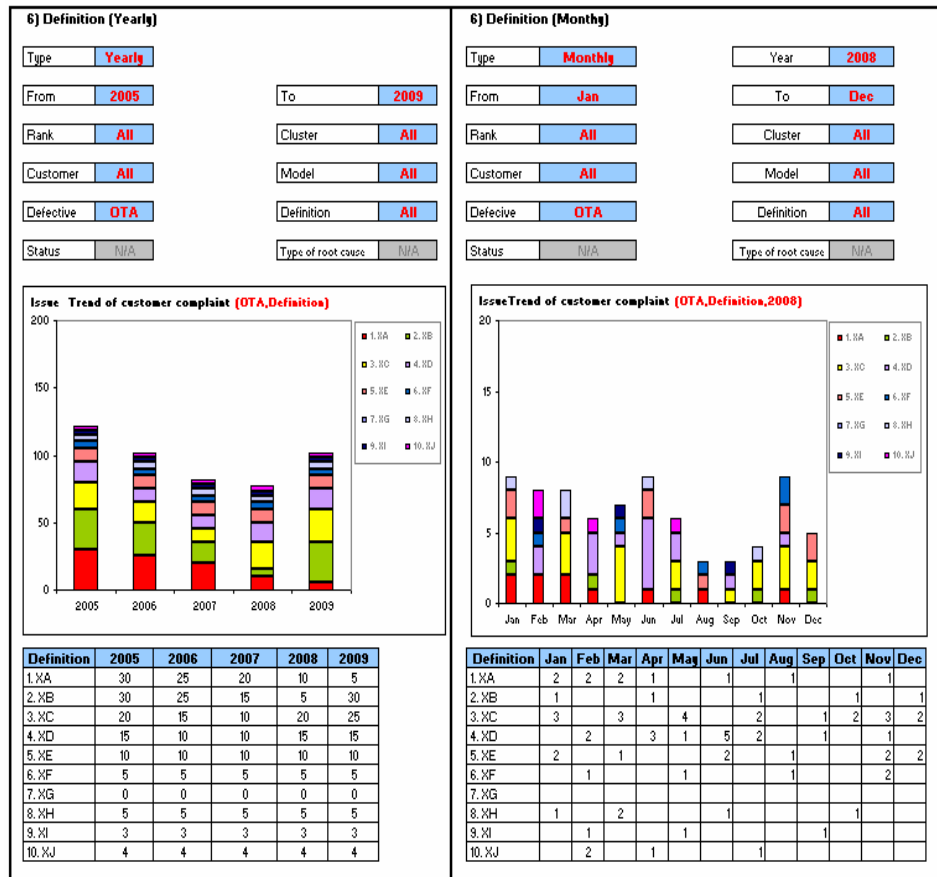 6) Definition (Yearly)
Type Yearly
From 2005 To 2009
Rank All Cluster All
Customer All Model All
Defective OTA Definition All
Status N/A Type of root cause N/A
Issue Trend of customer complaint (OTA,Definition)
200
150
100
50
0
2005 2006 2007 2008 2009
1. XA 2. XB
3. XC 4. XD
5. XE 6. XF
7. XG 8. XH
9. XI 10. XJ
Definition 2005 2006 2007 2008 2009
1. XA 30 25 20 10 5
2. XB 30 25 15 5 30
3. XC 20 15 10 20 25
4. XD 15 10 10 15 15
5. XE 10 10 10 10 10
6. XF 5 5 5 5 5
7. XG 0 0 0 0 0
8. XH 5 5 5 5 5
9. XI 3 3 3 3 3
10. XJ 4 4 4 4 4
6) Definition (Monthy)
Type Monthly Year 2008
From Jan To Dec
Rank All Cluster All
Customer All Model All
Defecive OTA Definition All
Status N/A Type of root cause N/A
IssueTrend of customer complaint (OTA,Definition,2008)
20
15
10
5
0
Jan Feb Mar Apr May Jun Jul Aug Sep Oct Nov Dec
1. XA 2. XB
3. XC 4. XD
5. XE 6. XF
7. XG 8. XH
9. XI 10. XJ
Definition Jan Feb Mar Apr May Jun Jul Aug Sep Oct Nov Dec
1. XA 2 2 2 1 1 1 1
2. XB 1 1 1 1 1
3. XC 3 3 4 2 1 2 3 2
4. XD 2 3 1 5 2 1 1
5. XE 2 1 2 1 2 2
6. XF 1 1 1 2
7. XG
8. XH 1 2 1 1
9. XI 1 1 1
10. XJ 2 1 1